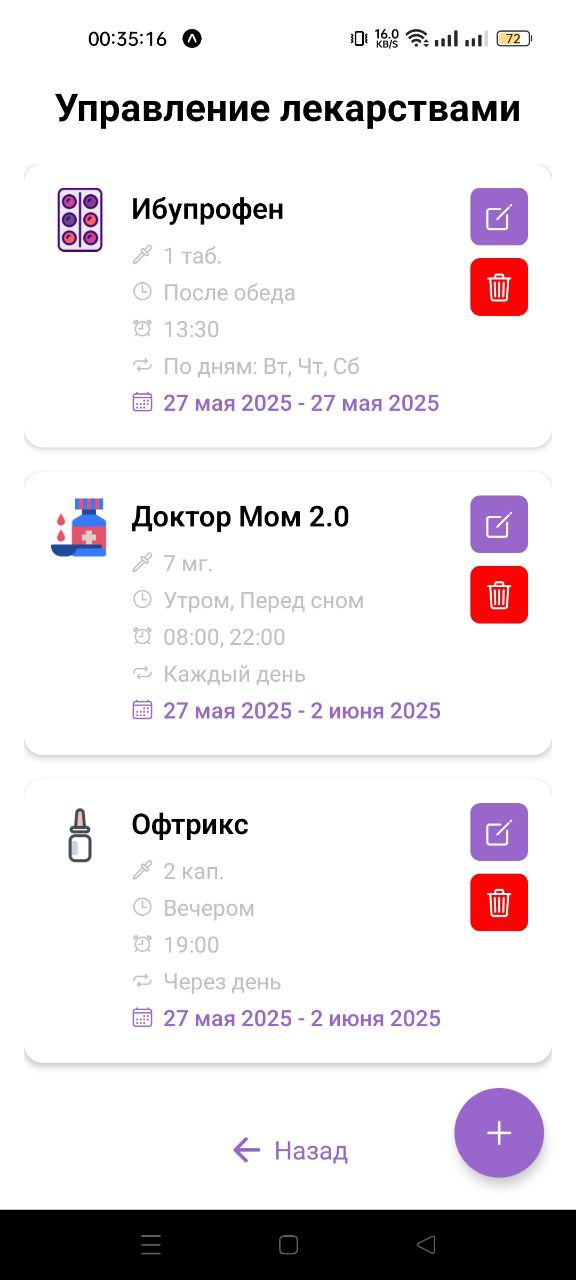 00:35:16 16.0 KB/S 72
Управление лекарствами
Ибупрофен
1 таб.
После обеда
13:30
По дням: Вт, Чт, Сб
27 мая 2025 - 27 мая 2025
Доктор Мом 2.0
7 мг.
Утром, Перед сном
08:00, 22:00
Каждый день
27 мая 2025 - 2 июня 2025
Офтрикс
2 кап.
Вечером
19:00
Через день
27 мая 2025 - 2 июня 2025
Назад